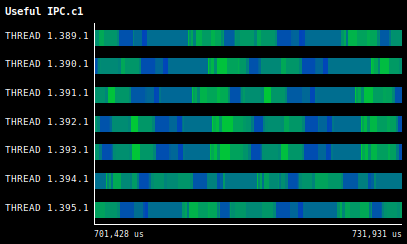 Useful IPC.c1
THREAD 1.389.1
THREAD 1.390.1
THREAD 1.391.1
THREAD 1.392.1
THREAD 1.393.1
THREAD 1.394.1
THREAD 1.395.1
701,428 us 731,931 us